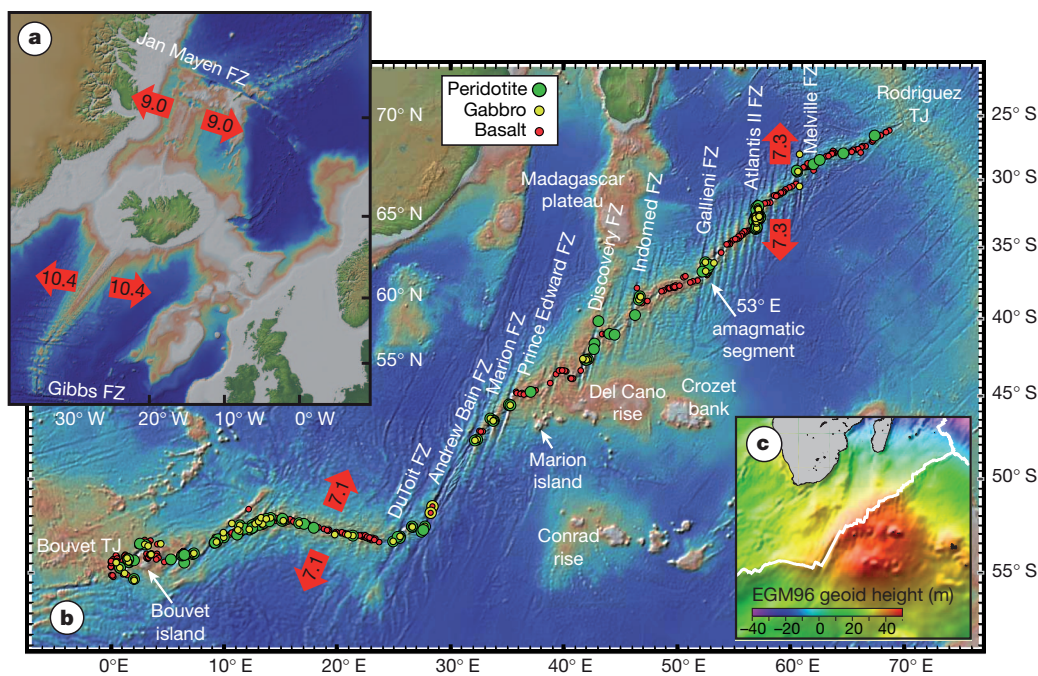 a
Jan Mayen FZ
9.0
9.0
70° N
65° N
60° N
55° N
10.4
10.4
Gibbs FZ
30° W
20° W
10° W
0° W
Peridotite
Gabbro
Basalt
Rodriguez
TJ
Melville FZ
Atlantis II FZ
7.3
7.3
Gallieni FZ
Indomed FZ
Discovery FZ
Madagascar
plateau
53° E
amagmatic
segment
Prince Edward FZ
Marion FZ
Andrew Bain FZ
DuToit FZ
Del Cano
rise
Crozet
bank
Marion
island
Conrad
rise
7.1
7.1
Bouvet TJ
Bouvet
island
b
25° S
30° S
35° S
40° S
45° S
50° S
55° S
0° E
10° E
20° E
30° E
40° E
50° E
60° E
70° E
c
EGM96 geoid height (m)
−40
−20
0
20
40